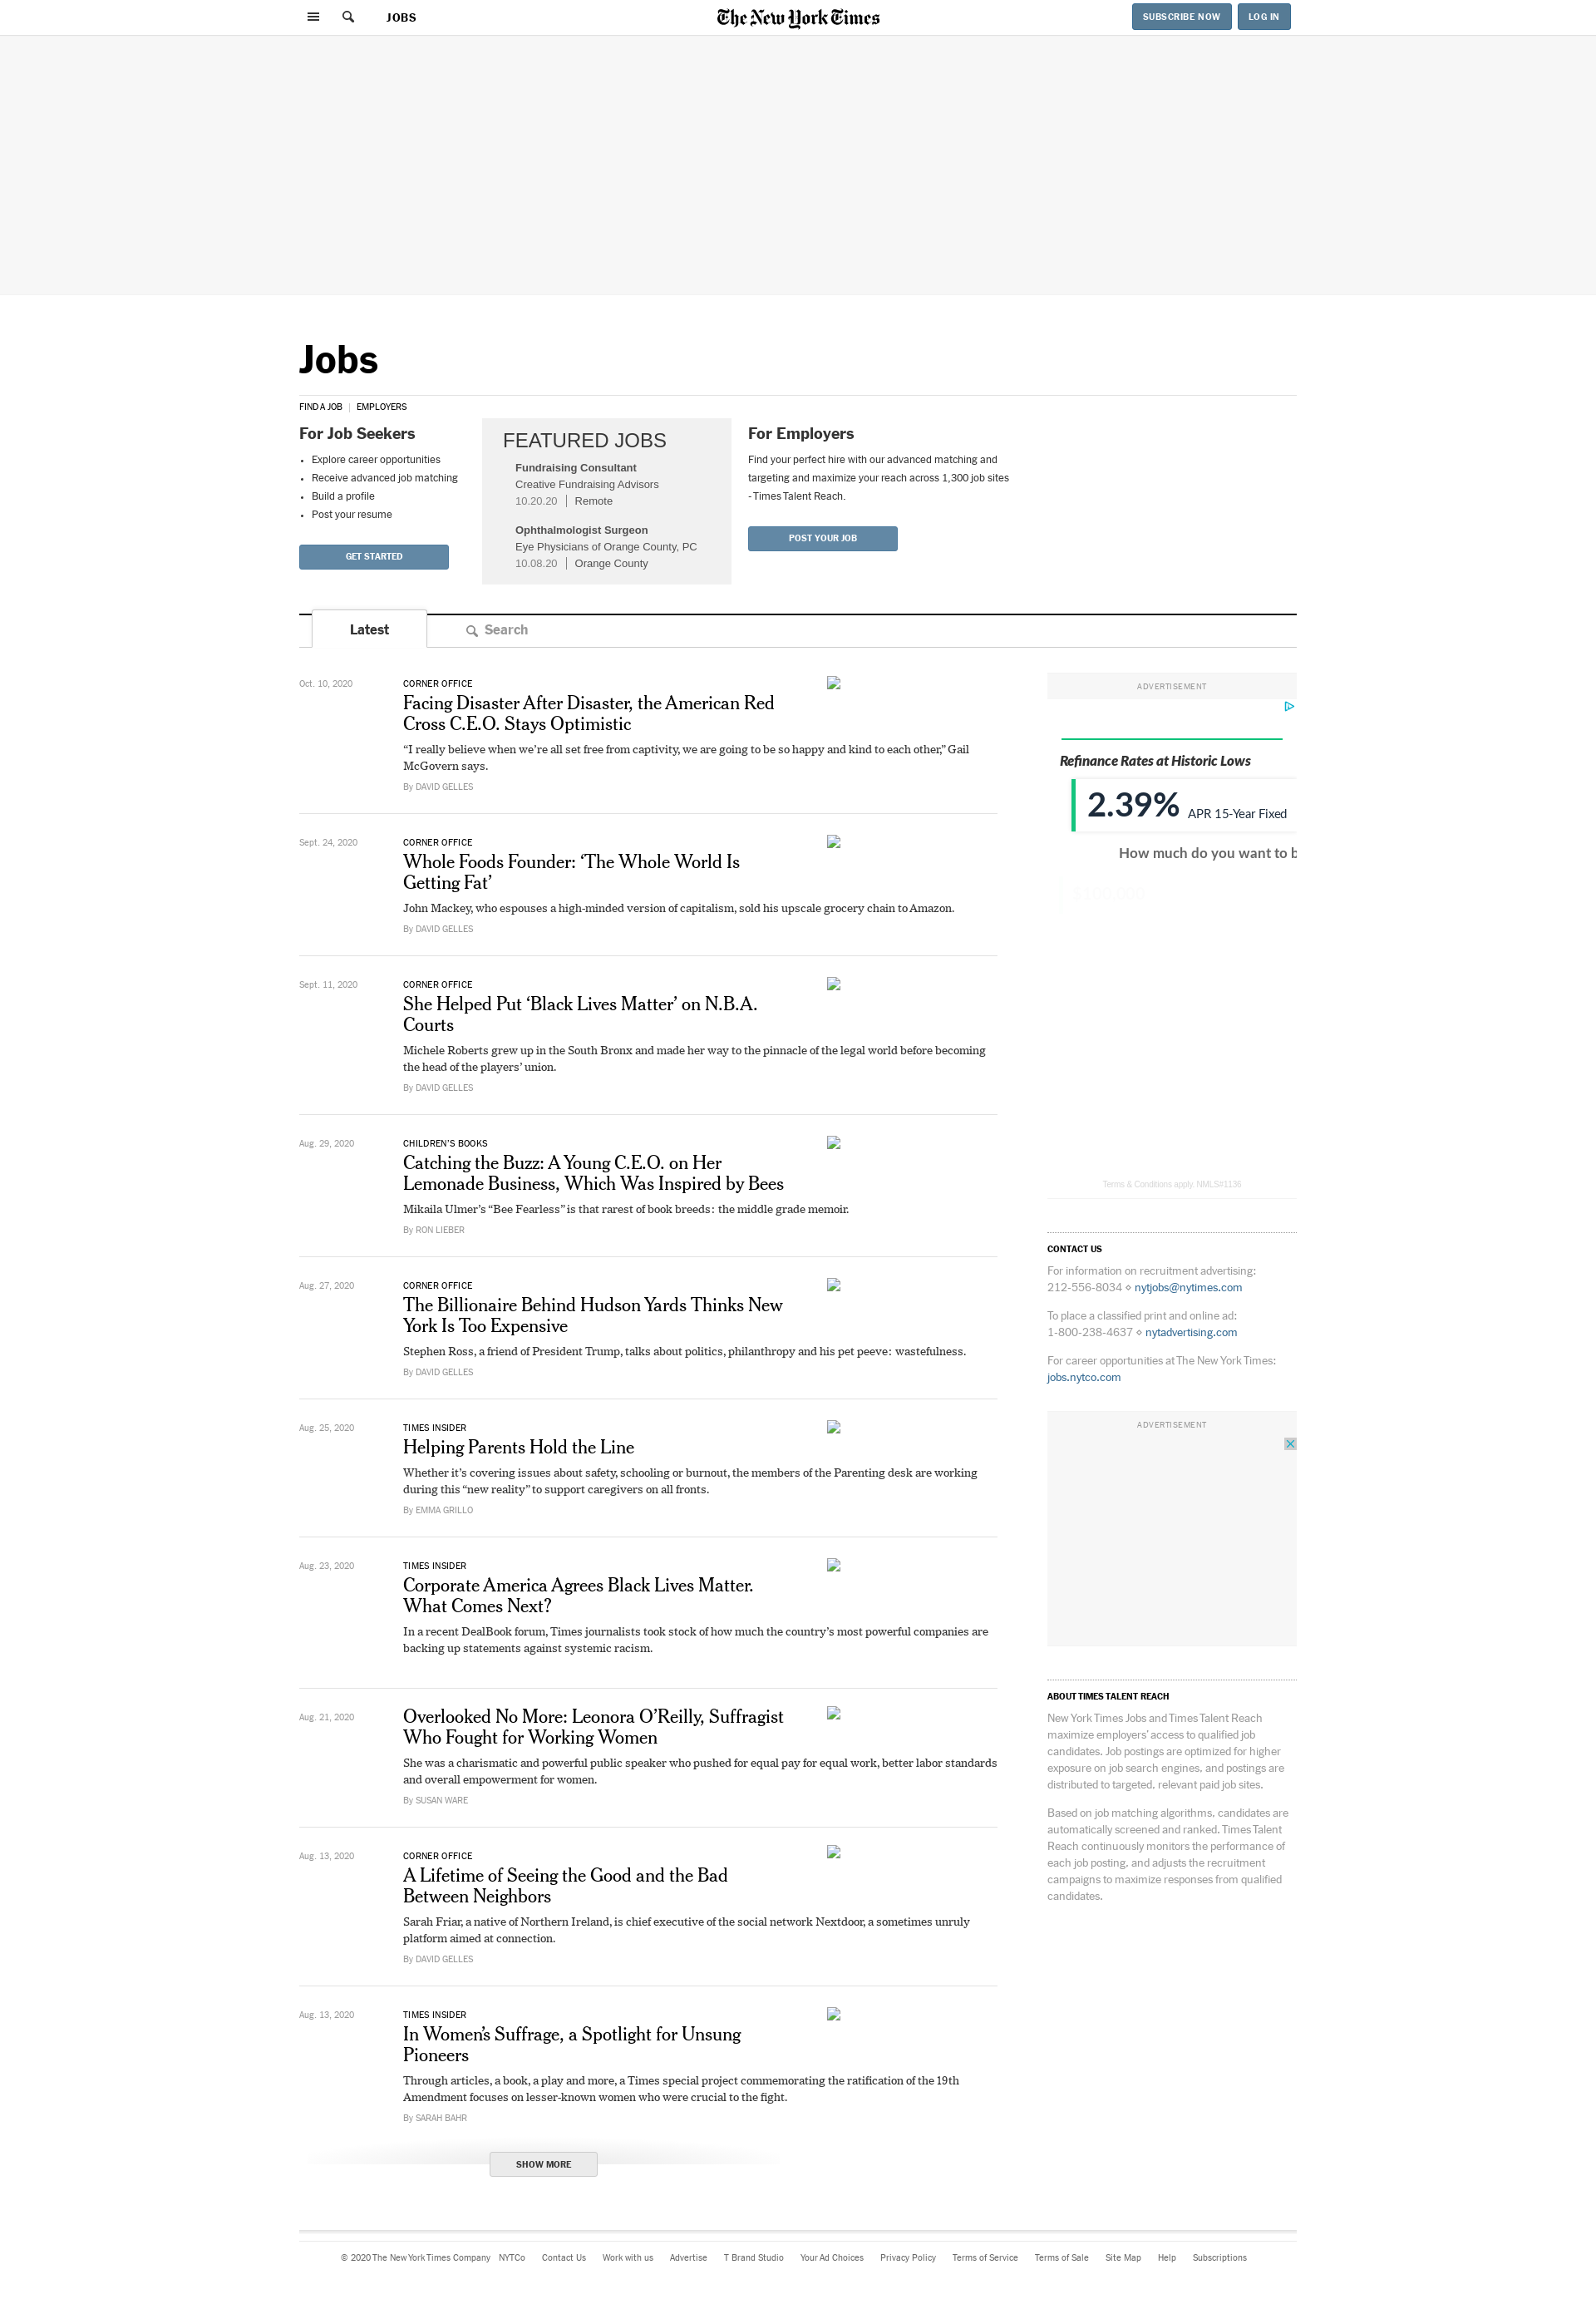 JOBS
The New York Times
SUBSCRIBE NOW
LOG IN
Jobs
FIND A JOB | EMPLOYERS
For Job Seekers
• Explore career opportunities
• Receive advanced job matching
• Build a profile
• Post your resume
GET STARTED
FEATURED JOBS
Fundraising Consultant
Creative Fundraising Advisors
10.20.20 | Remote
Ophthalmologist Surgeon
Eye Physicians of Orange County, PC
10.08.20 | Orange County
For Employers
Find your perfect hire with our advanced matching and
targeting and maximize your reach across 1,300 job sites
- Times Talent Reach.
POST YOUR JOB
Latest
Search
Oct. 10, 2020
CORNER OFFICE
Facing Disaster After Disaster, the American Red
Cross C.E.O. Stays Optimistic
“I really believe when we’re all set free from captivity, we are going to be so happy and kind to each other,” Gail
McGovern says.
By DAVID GELLES
Sept. 24, 2020
CORNER OFFICE
Whole Foods Founder: ‘The Whole World Is
Getting Fat’
John Mackey, who espouses a high-minded version of capitalism, sold his upscale grocery chain to Amazon.
By DAVID GELLES
Sept. 11, 2020
CORNER OFFICE
She Helped Put ‘Black Lives Matter’ on N.B.A.
Courts
Michele Roberts grew up in the South Bronx and made her way to the pinnacle of the legal world before becoming
the head of the players’ union.
By DAVID GELLES
Aug. 29, 2020
CHILDREN’S BOOKS
Catching the Buzz: A Young C.E.O. on Her
Lemonade Business, Which Was Inspired by Bees
Mikaila Ulmer’s “Bee Fearless” is that rarest of book breeds: the middle grade memoir.
By RON LIEBER
Aug. 27, 2020
CORNER OFFICE
The Billionaire Behind Hudson Yards Thinks New
York Is Too Expensive
Stephen Ross, a friend of President Trump, talks about politics, philanthropy and his pet peeve: wastefulness.
By DAVID GELLES
Aug. 25, 2020
TIMES INSIDER
Helping Parents Hold the Line
Whether it’s covering issues about safety, schooling or burnout, the members of the Parenting desk are working
during this “new reality” to support caregivers on all fronts.
By EMMA GRILLO
Aug. 23, 2020
TIMES INSIDER
Corporate America Agrees Black Lives Matter.
What Comes Next?
In a recent DealBook forum, Times journalists took stock of how much the country’s most powerful companies are
backing up statements against systemic racism.
Aug. 21, 2020
Overlooked No More: Leonora O’Reilly, Suffragist
Who Fought for Working Women
She was a charismatic and powerful public speaker who pushed for equal pay for equal work, better labor standards
and overall empowerment for women.
By SUSAN WARE
Aug. 13, 2020
CORNER OFFICE
A Lifetime of Seeing the Good and the Bad
Between Neighbors
Sarah Friar, a native of Northern Ireland, is chief executive of the social network Nextdoor, a sometimes unruly
platform aimed at connection.
By DAVID GELLES
Aug. 13, 2020
TIMES INSIDER
In Women’s Suffrage, a Spotlight for Unsung
Pioneers
Through articles, a book, a play and more, a Times special project commemorating the ratification of the 19th
Amendment focuses on lesser-known women who were crucial to the fight.
By SARAH BAHR
SHOW MORE
ADVERTISEMENT
Refinance Rates at Historic Lows
2.39% APR 15-Year Fixed
How much do you want to b
Terms & Conditions apply. NMLS#1136
CONTACT US
For information on recruitment advertising:
212-556-8034 ⋄ nytjobs@nytimes.com
To place a classified print and online ad:
1-800-238-4637 ⋄ nytadvertising.com
For career opportunities at The New York Times:
jobs.nytco.com
ADVERTISEMENT
ABOUT TIMES TALENT REACH
New York Times Jobs and Times Talent Reach
maximize employers’ access to qualified job
candidates. Job postings are optimized for higher
exposure on job search engines, and postings are
distributed to targeted, relevant paid job sites.
Based on job matching algorithms, candidates are
automatically screened and ranked. Times Talent
Reach continuously monitors the performance of
each job posting, and adjusts the recruitment
campaigns to maximize responses from qualified
candidates.
© 2020 The New York Times Company NYTCo Contact Us Work with us Advertise T Brand Studio Your Ad Choices Privacy Policy Terms of Service Terms of Sale Site Map Help Subscriptions